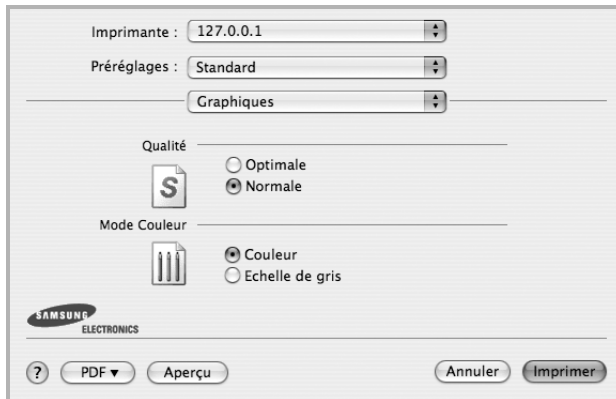 Imprimante : 127.0.0.1
Préréglages : Standard
Graphiques
Qualité
Optimale
S
Normale
Mode Couleur
Couleur
Echelle de gris
SAMSUNG
ELECTRONICS
? PDF ▼ Aperçu Annuler Imprimer